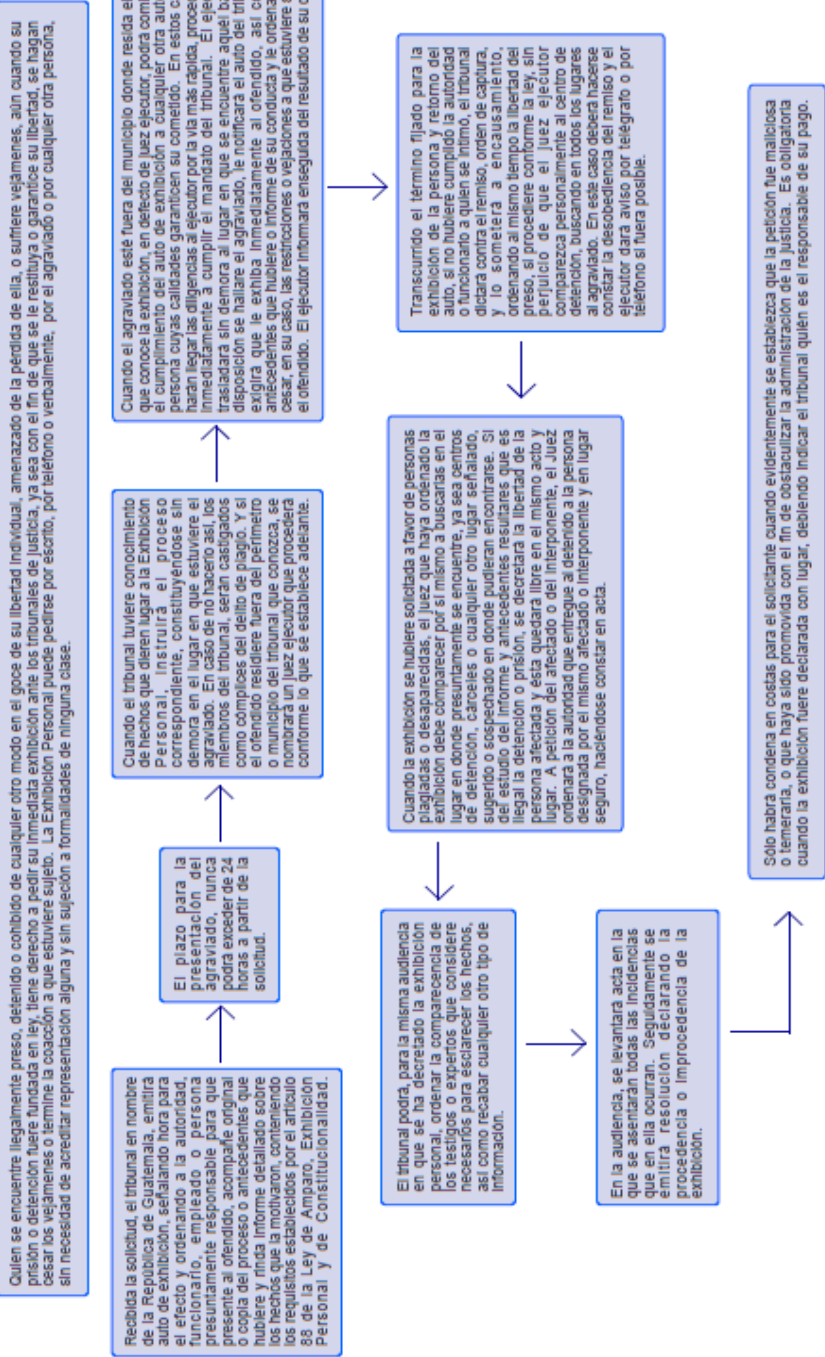 Quien se encuentre ilegalmente preso, detenido o cohibido de cualquier otro modo en el goce de su libertad individual, amenazado de la pérdida de ella, o sufriere vejámenes, aún cuando su
prisión o detención fuere fundada en ley, tiene derecho a pedir su inmediata exhibición ante los tribunales de justicia, ya sea con el fin de que se le restituya o garantice su libertad, se hagan
cesar los vejámenes o termine la coacción a que estuviere sujeto. La Exhibición Personal puede pedirse por escrito, por teléfono o verbalmente, por el agraviado o por cualquier otra persona,
sin necesidad de acreditar representación alguna y sin sujeción a formalidades de ninguna clase.
Recibida la solicitud, el tribunal en nombre
de la República de Guatemala, emitirá
auto de exhibición, señalando hora para
el efecto y ordenando a la autoridad,
funcionario, empleado o persona
presuntamente responsable para que
presente al ofendido, acompañe original
o copia del proceso o antecedentes que
hubiere y rinda informe detallado sobre
los hechos que la motivaron, conteniendo
los requisitos establecidos por el artículo
88 de la Ley de Amparo, Exhibición
Personal y de Constitucionalidad.
El plazo para la
presentación del
agraviado, nunca
podrá exceder de 24
horas a partir de la
solicitud.
Cuando el tribunal tuviere conocimiento
de hechos que dieren lugar a la Exhibición
Personal, instruirá el proceso
correspondiente, constituyéndose sin
demora en el lugar en que estuviere el
agraviado. En caso de no hacerlo así, los
miembros del tribunal, serán castigados
como cómplices del delito de plagio. Y si
el ofendido residiere fuera del perímetro
o municipio del tribunal que conozca, se
nombrará un juez ejecutor que procederá
conforme lo que se establece adelante.
Cuando el agraviado esté fuera del municipio donde resida el
que conoce la exhibición, en defecto de juez ejecutor, podrá
el cumplimiento del auto de exhibición a cualquier otra
persona cuyas calidades garanticen su cometido. En estos
harán llegar las diligencias al ejecutor por la vía más rápida,
inmediatamente a cumplir el mandato del tribunal. El
trasladará sin demora al lugar en que se encuentre aquél
disposición se hallare el agraviado, le notificará el auto del
exigirá que le exhiba inmediatamente al ofendido, así
antecedentes que hubiere o informe de su conducta y le
cesar, en su caso, las restricciones o vejaciones a que estuviere
el ofendido. El ejecutor informará enseguida del resultado de su
Transcurrido el término fijado para la
exhibición de la persona y retorno del
auto, si no hubiere cumplido la autoridad
o funcionario a quien se intimó, el tribunal
dictará contra el remiso, orden de captura,
y lo someterá a encausamiento,
ordenando al mismo tiempo la libertad del
preso, si procediere conforme la ley, sin
perjuicio de que el juez ejecutor
comparezca personalmente al centro de
detención, buscando en todos los lugares
al agraviado. En este caso deberá hacerse
constar la desobediencia del remiso y el
ejecutor dará aviso por telégrafo o por
teléfono si fuera posible.
Cuando la exhibición se hubiere solicitada a favor de personas
plagiadas o desaparecidas, el juez que haya ordenado la
exhibición debe comparecer por sí mismo a buscarlas en el
lugar en donde presuntamente se encuentre, ya sea centros
de detención, cárceles o cualquier otro lugar señalado,
sugerido o sospechado en donde pudieran encontrarse. Si
del estudio del informe y antecedentes resultares que es
ilegal la detención o prisión, se decretará la libertad de la
persona afectada y esta quedará libre en el mismo acto y
lugar. A petición del afectado o del interponente, el Juez
ordenará a la autoridad que entregue al detenido a la persona
designada por el mismo afectado o interponente y en lugar
seguro, haciéndose constar en acta.
El tribunal podrá, para la misma audiencia
en que se ha decretado la exhibición
personal, ordenar la comparecencia de
los testigos o expertos que considere
necesarios para esclarecer los hechos,
así como recabar cualquier otro tipo de
información.
En la audiencia, se levantará acta en la
que se asentarán todas las incidencias
que en ella ocurran. Seguidamente se
emitirá resolución declarando la
procedencia o improcedencia de la
exhibición.
Sólo habrá condena en costas para el solicitante cuando evidentemente se establezca que la petición fue maliciosa
o temeraria, o que haya sido promovida con el fin de obstaculizar la administración de la justicia. Es obligatoria
cuando la exhibición fuere declarada con lugar, debiendo indicar el tribunal quién es el responsable de su pago.